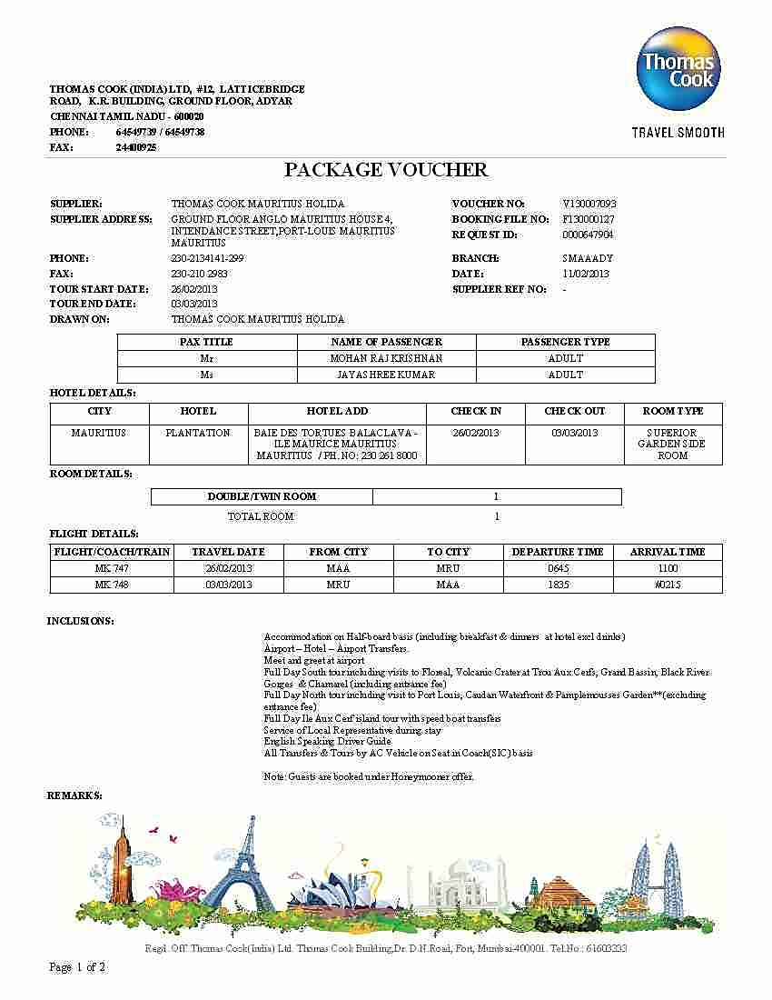 Thomas
Cook
TRAVEL SMOOTH
THOMAS COOK (INDIA) LTD, #12, LATTICEBRIDGE
ROAD, K.R. BUILDING, GROUND FLOOR, ADYAR
CHENNAI TAMIL NADU - 600020
PHONE: 64549739 / 64549738
FAX: 24400925
PACKAGE VOUCHER
SUPPLIER: THOMAS COOK MAURITIUS HOLIDA VOUCHER NO: V130007093
SUPPLIER ADDRESS: GROUND FLOOR ANGLO MAURITIUS HOUSE 4, BOOKING FILE NO: F130000127
INTENDANCE STREET,PORT-LOUIS MAURITIUS REQUEST ID: 0000647904
MAURITIUS
PHONE: 230-2134141-299 BRANCH: SMAAADY
FAX: 230-210 2983 DATE: 11/02/2013
TOUR START DATE: 26/02/2013 SUPPLIER REF NO: -
TOUR END DATE: 03/03/2013
DRAWN ON: THOMAS COOK MAURITIUS HOLIDA
PAX TITLE NAME OF PASSENGER PASSENGER TYPE
Mr MOHAN RAJ KRISHNAN ADULT
Ms JAYASHREE KUMAR ADULT
HOTEL DETAILS:
CITY HOTEL HOTEL ADD CHECK IN CHECK OUT ROOM TYPE
MAURITIUS PLANTATION BAIE DES TORTUES BALACLAVA - 26/02/2013 03/03/2013 SUPERIOR
ILE MAURICE MAURITIUS GARDEN SIDE
MAURITIUS / PH. NO: 230 261 8000 ROOM
ROOM DETAILS:
DOUBLE/TWIN ROOM 1
TOTAL ROOM 1
FLIGHT DETAILS:
FLIGHT/COACH/TRAIN TRAVEL DATE FROM CITY TO CITY DEPARTURE TIME ARRIVAL TIME
MK 747 26/02/2013 MAA MRU 0645 1100
MK 748 03/03/2013 MRU MAA 1835 #0215
INCLUSIONS:
Accommodation on Half-board basis (including breakfast & dinners at hotel excl drinks)
Airport – Hotel – Airport Transfers.
Meet and greet at airport
Full Day South tour including visits to Floreal, Volcanic Crater at Trou Aux Cerfs, Grand Bassin, Black River
Gorges & Chamarel (including entrance fee)
Full Day North tour including visit to Port Louis, Caudan Waterfront & Pamplemousses Garden**(excluding
entrance fee)
Full Day Ile Aux Cerf island tour with speed boat transfers
Service of Local Representative during stay
English Speaking Driver Guide
All Transfers & Tours by AC Vehicle on Seat in Coach(SIC) basis
Note: Guests are booked under Honeymooner offer.
REMARKS:
Regd. Off: Thomas Cook(India) Ltd. Thomas Cook Building,Dr. D.N.Road, Fort, Mumbai-400001. Tel.No.: 61603333
Page 1 of 2